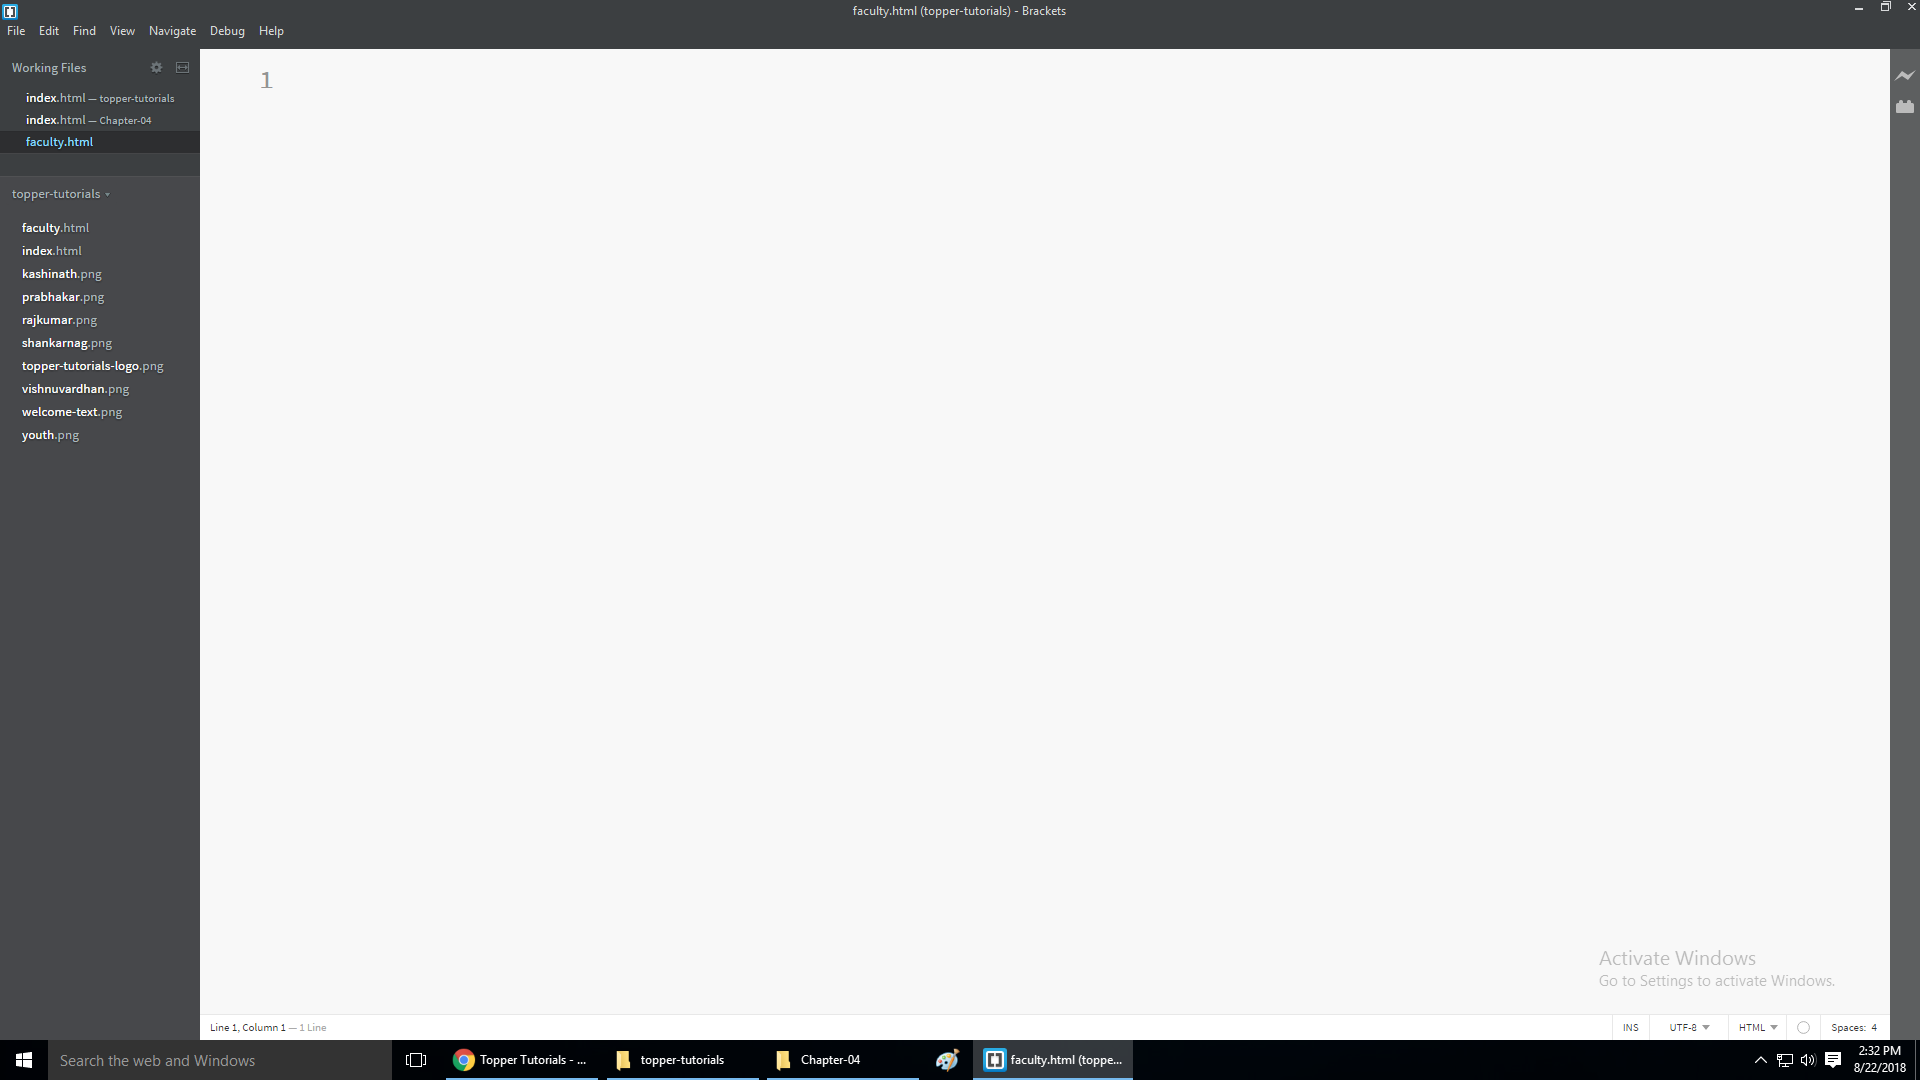 faculty.html (topper-tutorials) - Brackets
File Edit Find View Navigate Debug Help
Working Files
index.html — topper-tutorials
index.html — Chapter-04
faculty.html
topper-tutorials
faculty.html
index.html
kashinath.png
prabhakar.png
rajkumar.png
shankarnag.png
topper-tutorials-logo.png
vishnuvardhan.png
welcome-text.png
youth.png
1
Activate Windows
Go to Settings to activate Windows.
Line 1, Column 1 — 1 Line
INS UTF-8 HTML Spaces: 4
Search the web and Windows
Topper Tutorials - ...
topper-tutorials
Chapter-04
faculty.html (toppe...
2:32 PM
8/22/2018